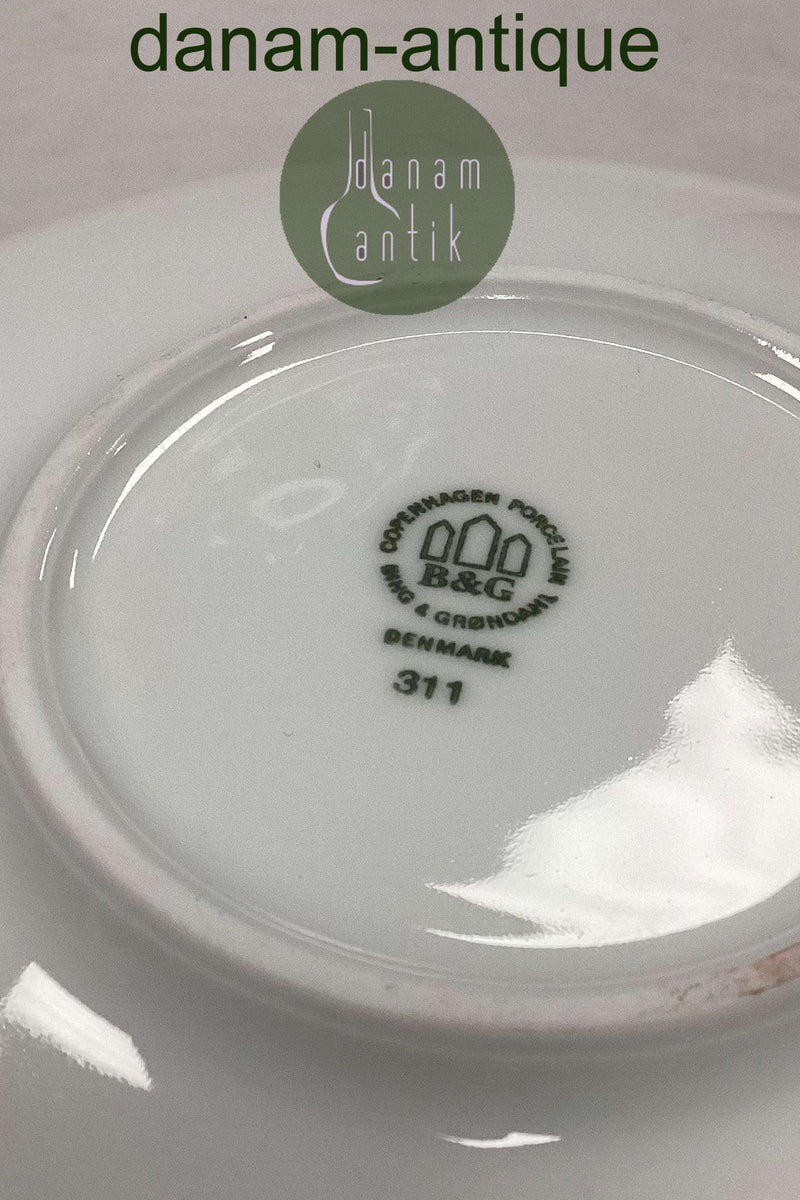 danam-antique
danam
antik
COPENHAGEN PORCELAIN
B&G
BING & GRØNDAHL
DENMARK
311